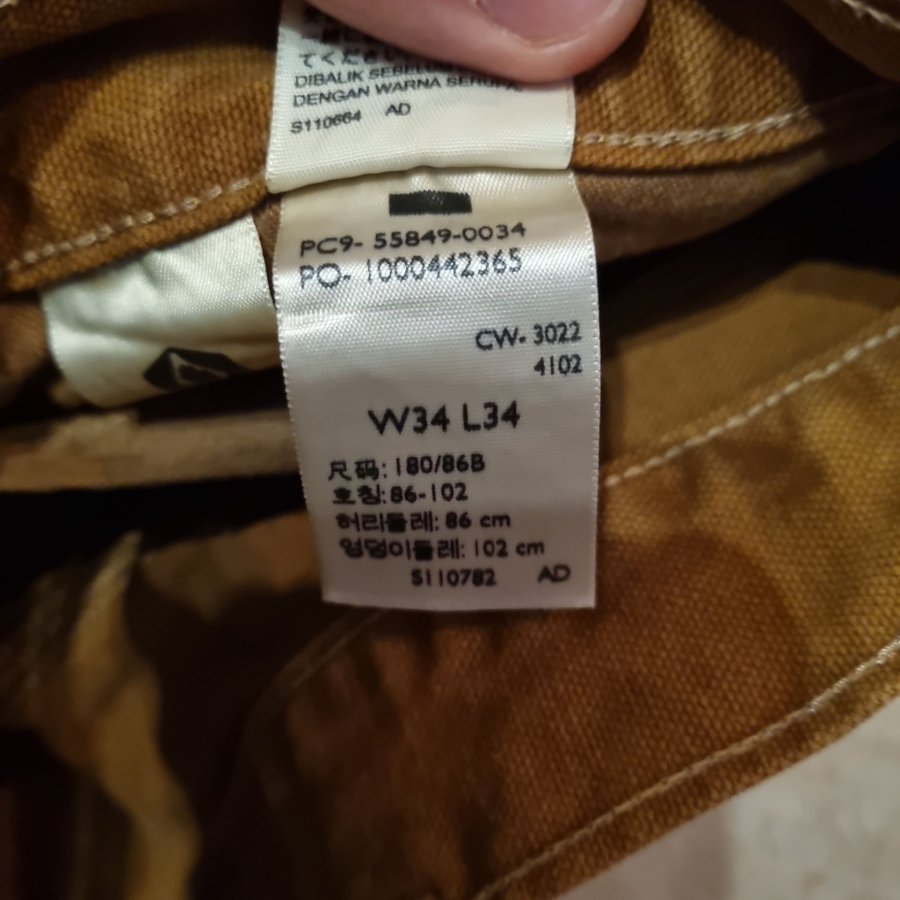 てください
DIBALIK SEBELUM
DENGAN WARNA SERUPA
S110664 AD
PC9- 55849-0034
PO- 1000442365
CW- 3022
4102
W34 L34
尺码: 180/86B
호칭: 86-102
허리둘레: 86 cm
엉덩이둘레: 102 cm
S110782 AD